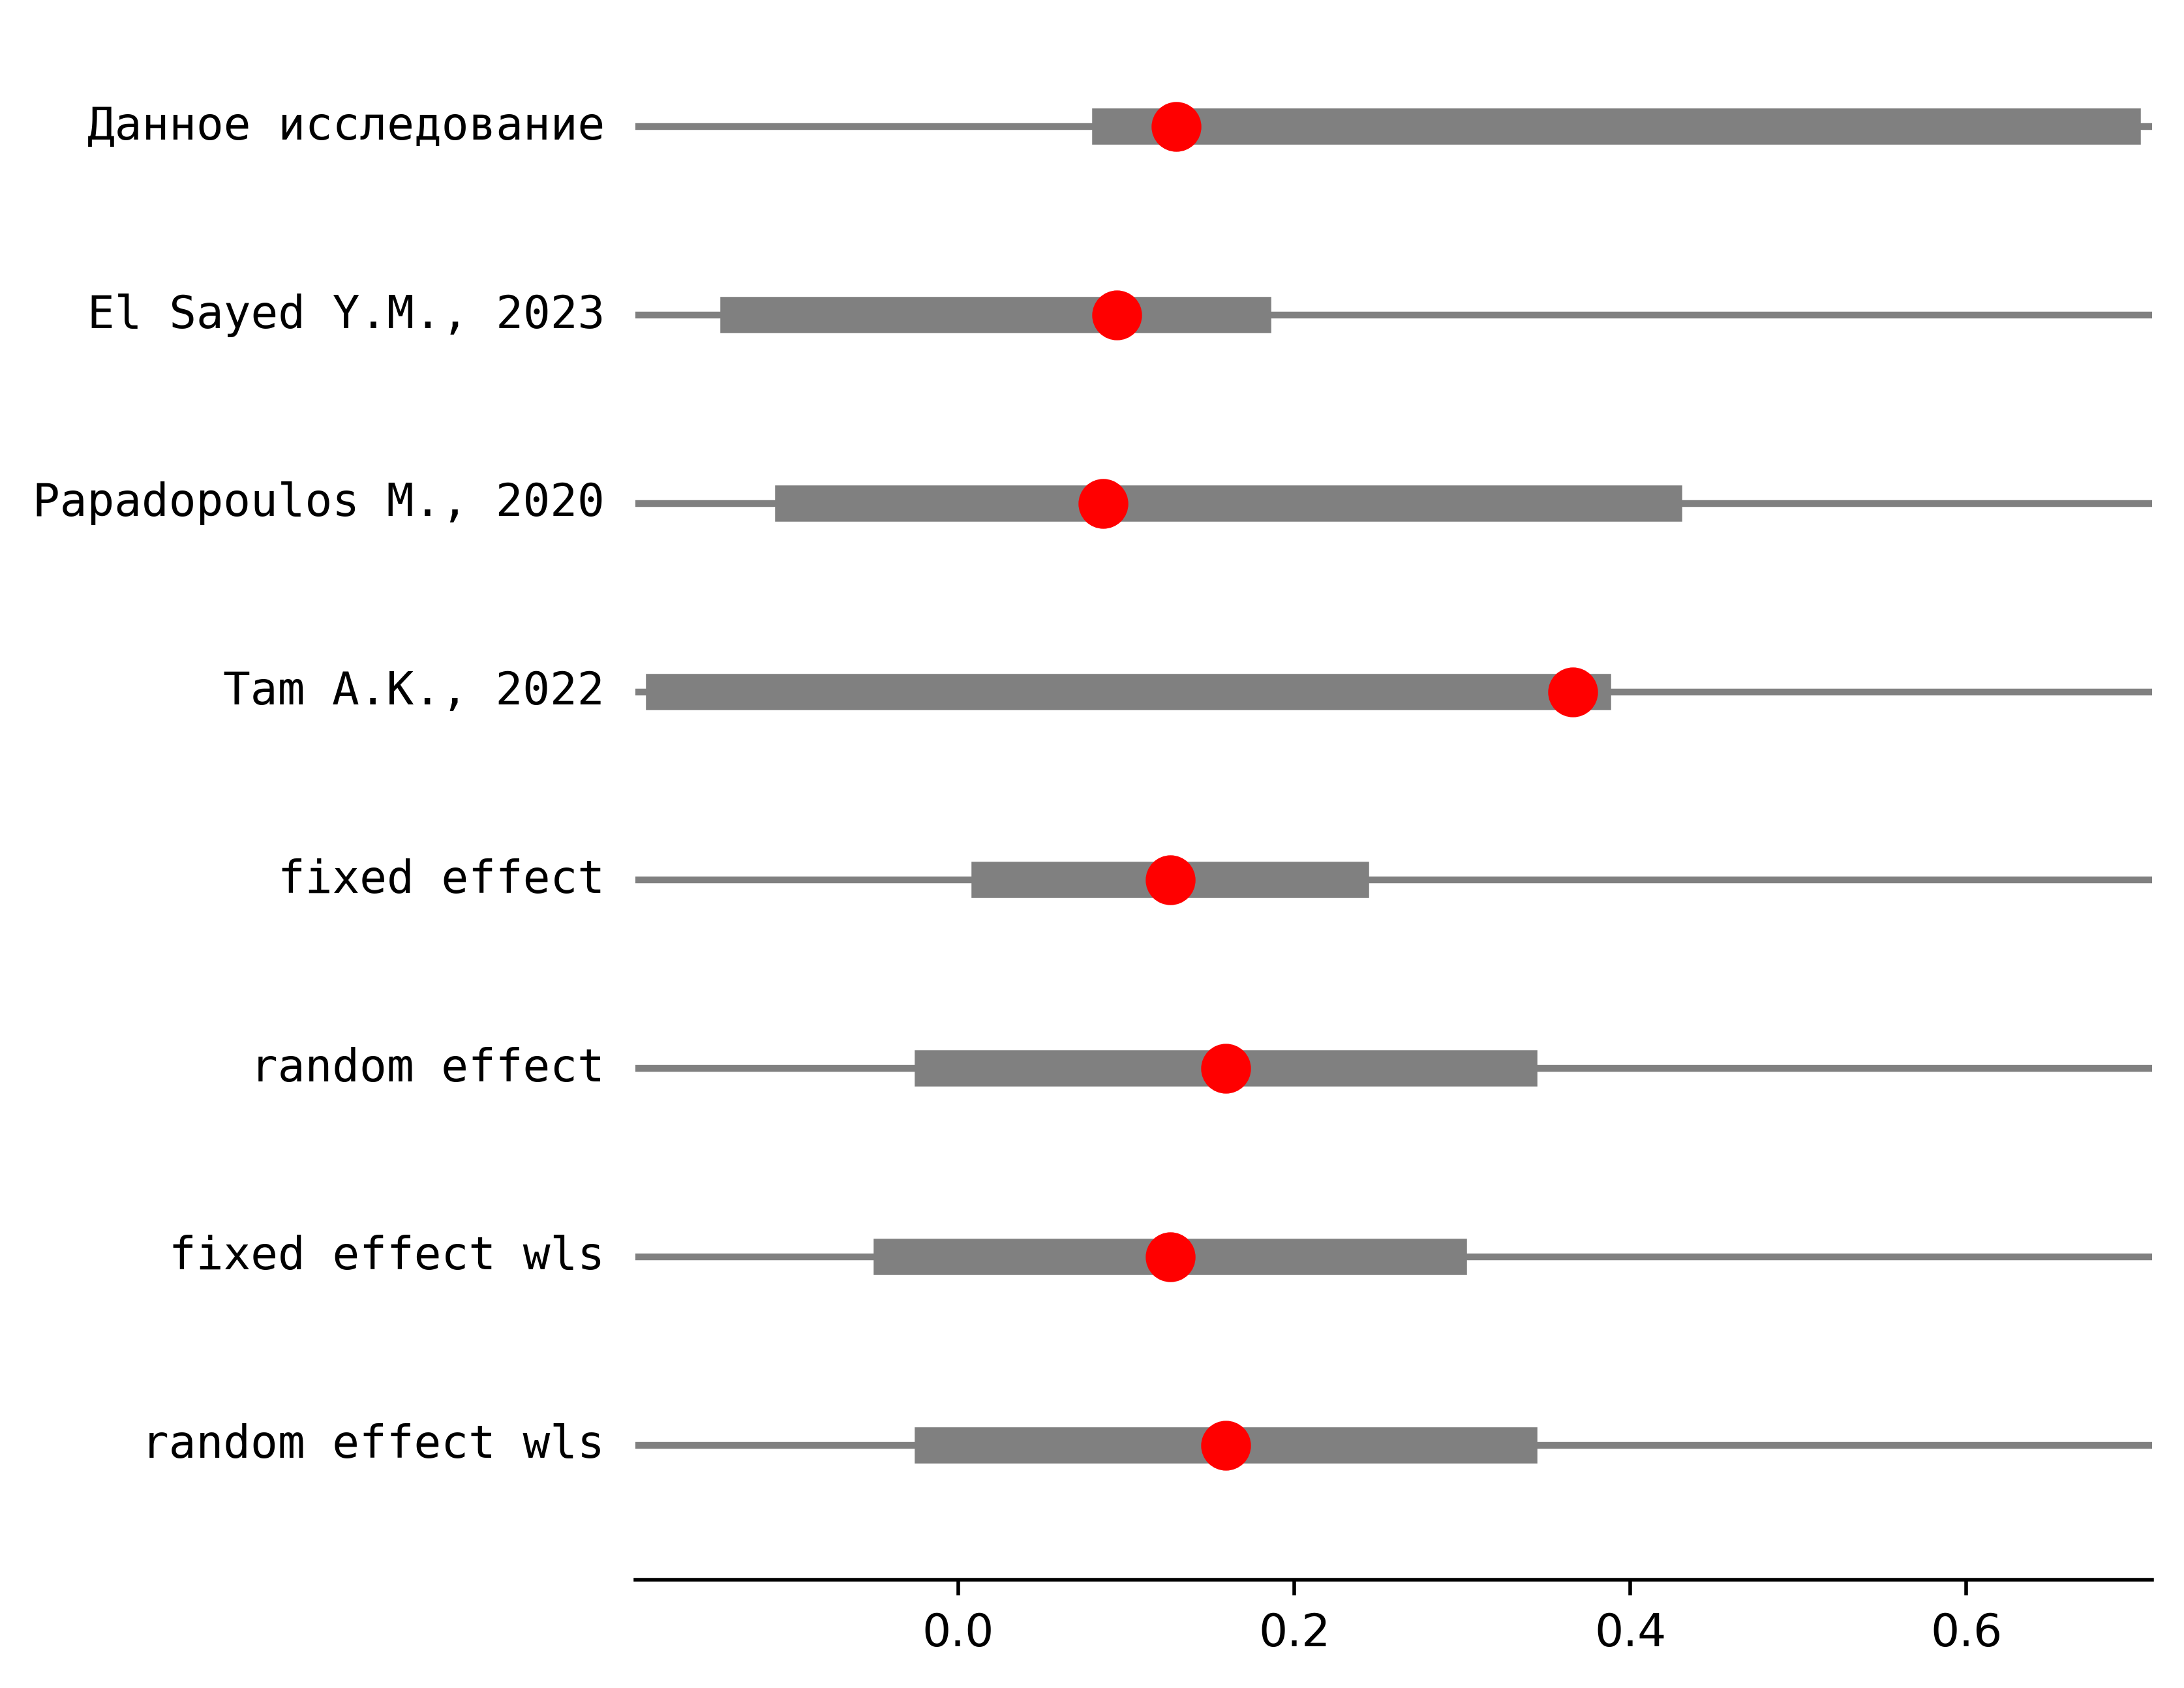 Данное исследование
El Sayed Y.M., 2023
Papadopoulos M., 2020
Tam A.K., 2022
fixed effect
random effect
fixed effect wls
random effect wls
0.0 0.2 0.4 0.6